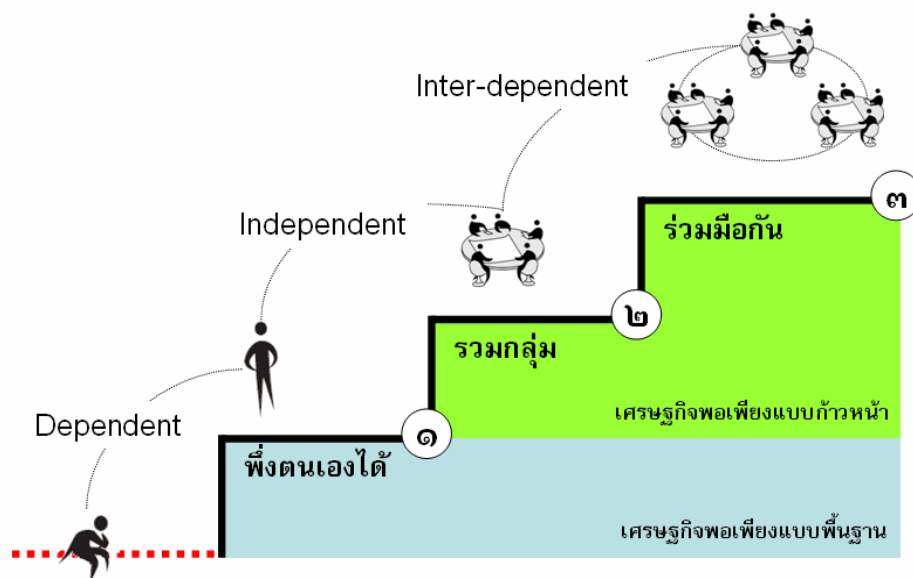 Inter-dependent
๓
Independent
ร่วมมือกัน
๒
รวมกลุ่ม
เศรษฐกิจพอเพียงแบบก้าวหน้า
Dependent
๑
พึ่งตนเองได้
เศรษฐกิจพอเพียงแบบพื้นฐาน